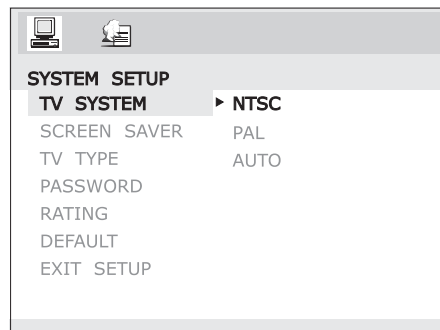 SYSTEM SETUP
TV SYSTEM NTSC
SCREEN SAVER PAL
TV TYPE AUTO
PASSWORD
RATING
DEFAULT
EXIT SETUP